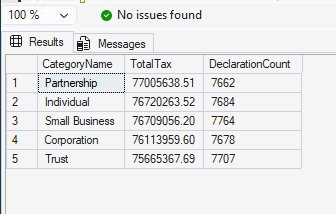 100 % No issues found
Results Messages
CategoryName TotalTax DeclarationCount
1 Partnership 77005638.51 7662
2 Individual 76720263.52 7684
3 Small Business 76709056.20 7764
4 Corporation 76113959.60 7678
5 Trust 75665367.69 7707